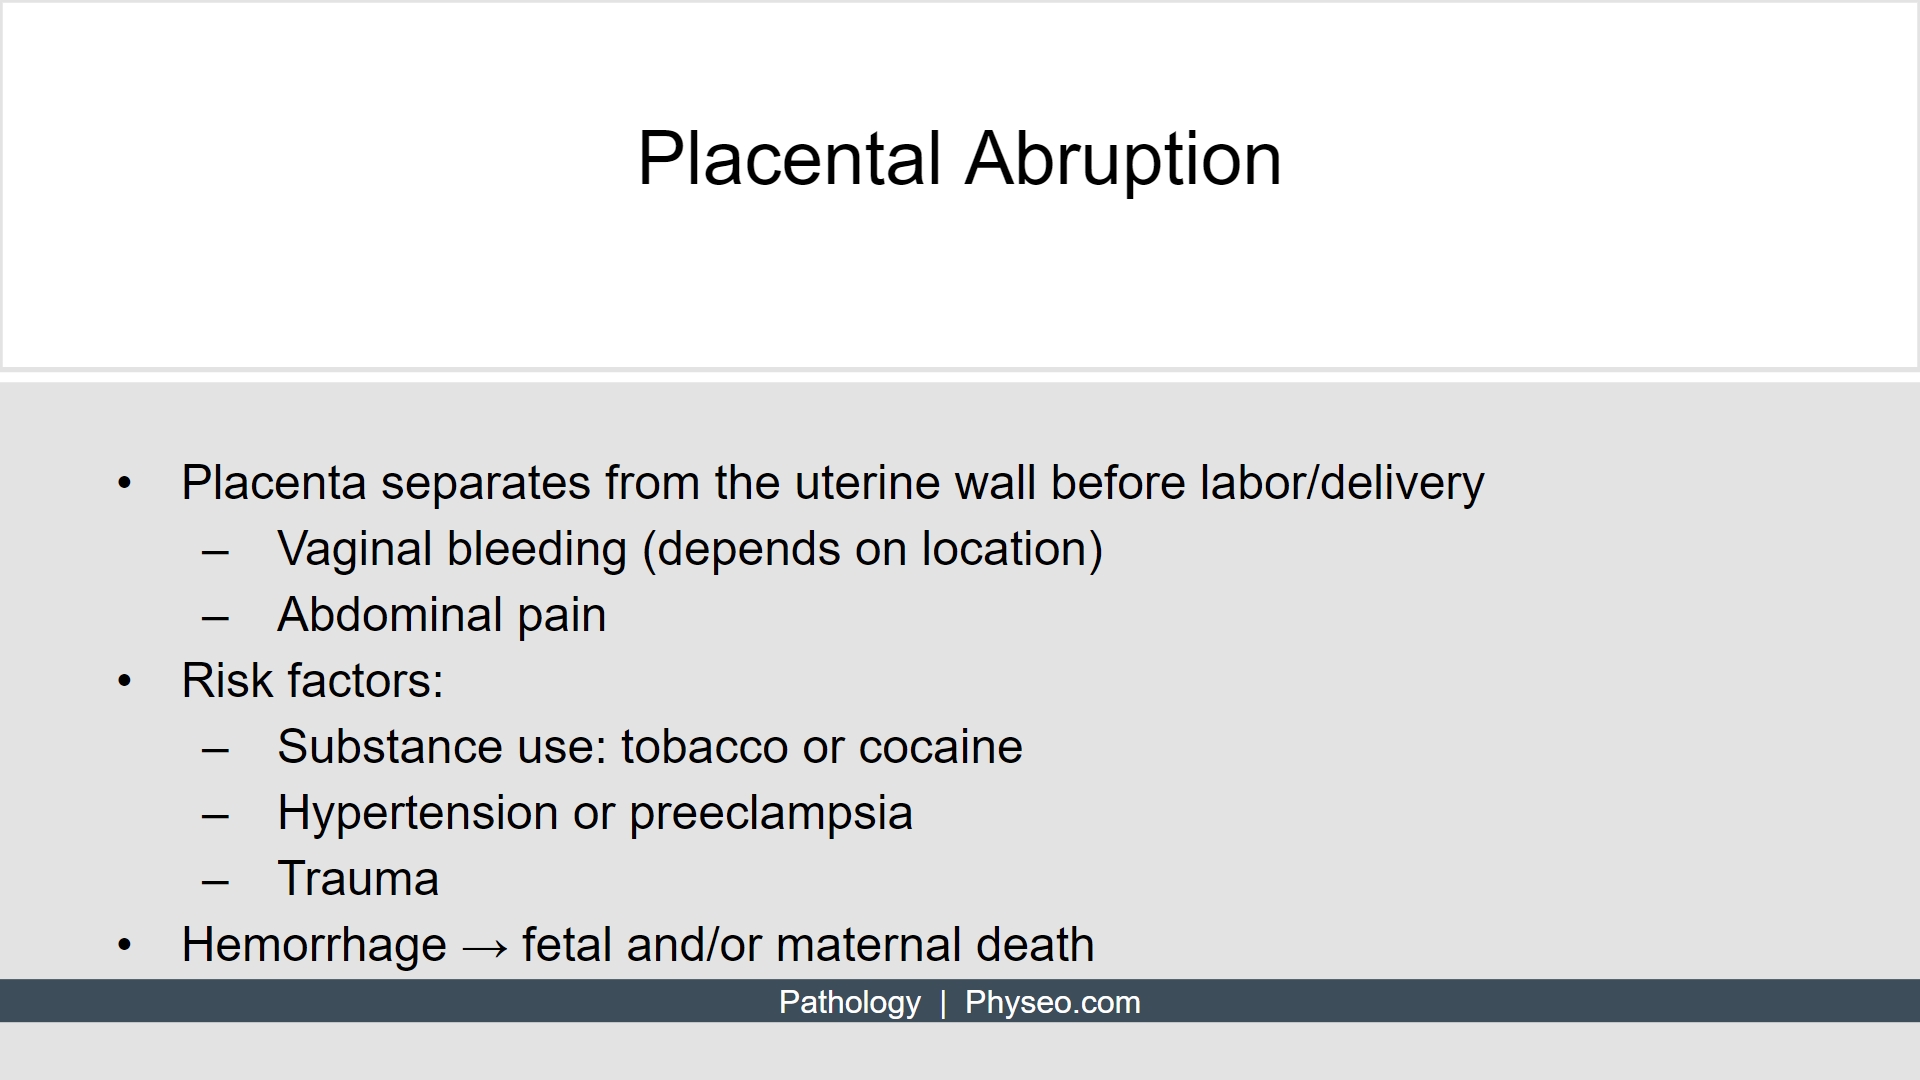 Placental Abruption
• Placenta separates from the uterine wall before labor/delivery
– Vaginal bleeding (depends on location)
– Abdominal pain
• Risk factors:
– Substance use: tobacco or cocaine
– Hypertension or preeclampsia
– Trauma
• Hemorrhage → fetal and/or maternal death
Pathology | Physeo.com